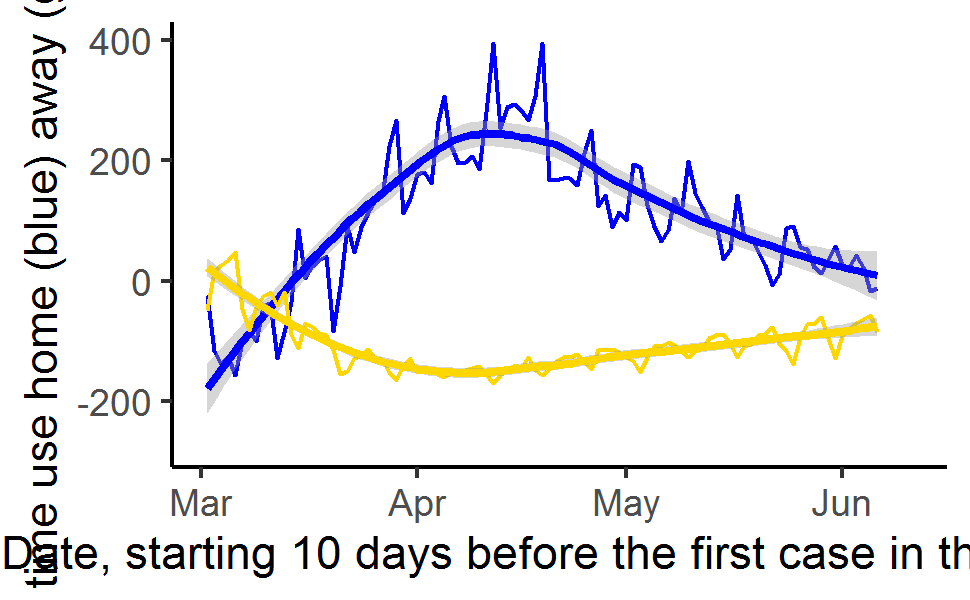 time use home (blue) away (g
400
200
0
-200
Mar Apr May Jun
Date, starting 10 days before the first case in th